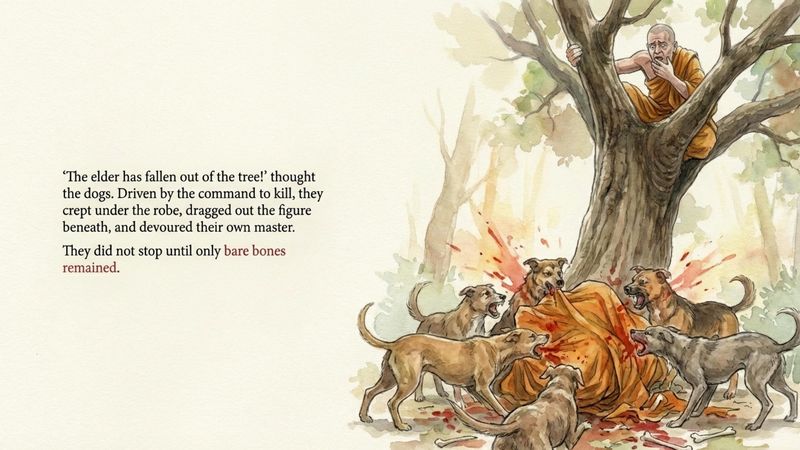 ‘The elder has fallen out of the tree!’ thought
the dogs. Driven by the command to kill, they
crept under the robe, dragged out the figure
beneath, and devoured their own master.
They did not stop until only bare bones
remained.